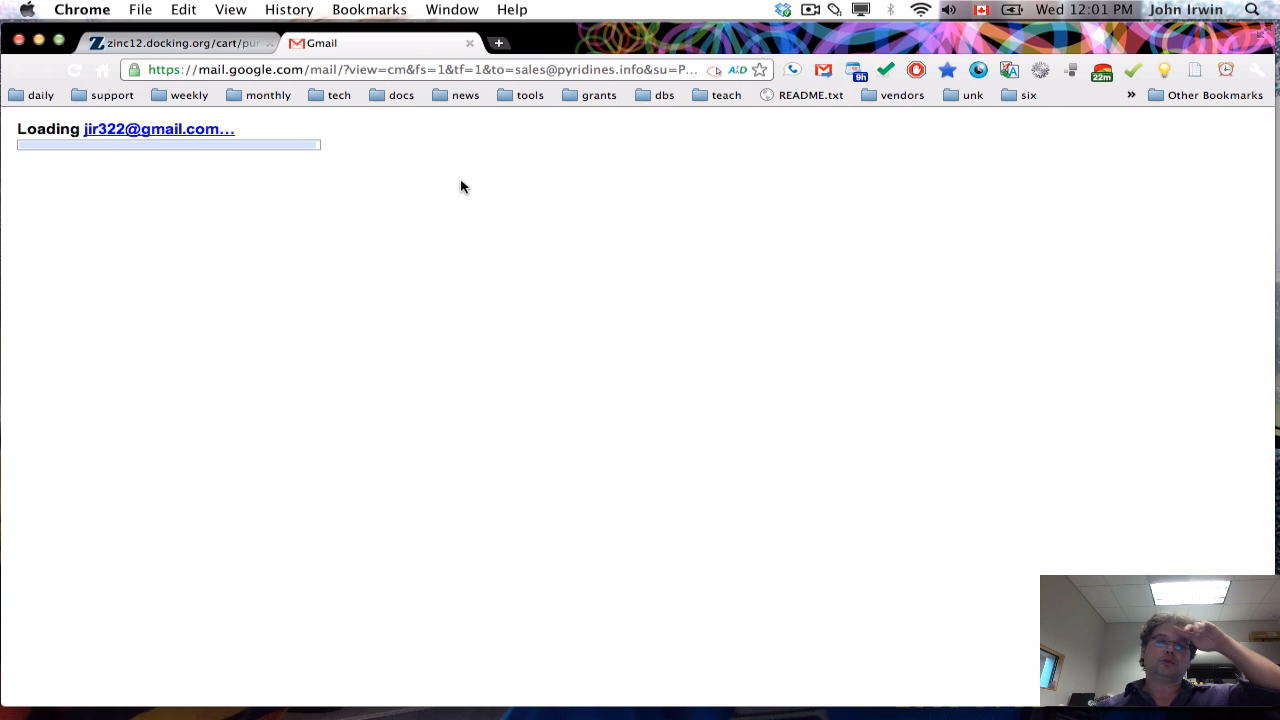 Chrome File Edit View History Bookmarks Window Help Wed 12:01 PM John Irwin
zinc12.docking.org/cart/pur Gmail
https://mail.google.com/mail/?view=cm&fs=1&tf=1&to=sales@pyridines.info&su=P...
9h 22m
daily support weekly monthly tech docs news tools grants dbs teach README.txt vendors unk six » Other Bookmarks
Loading jir322@gmail.com...